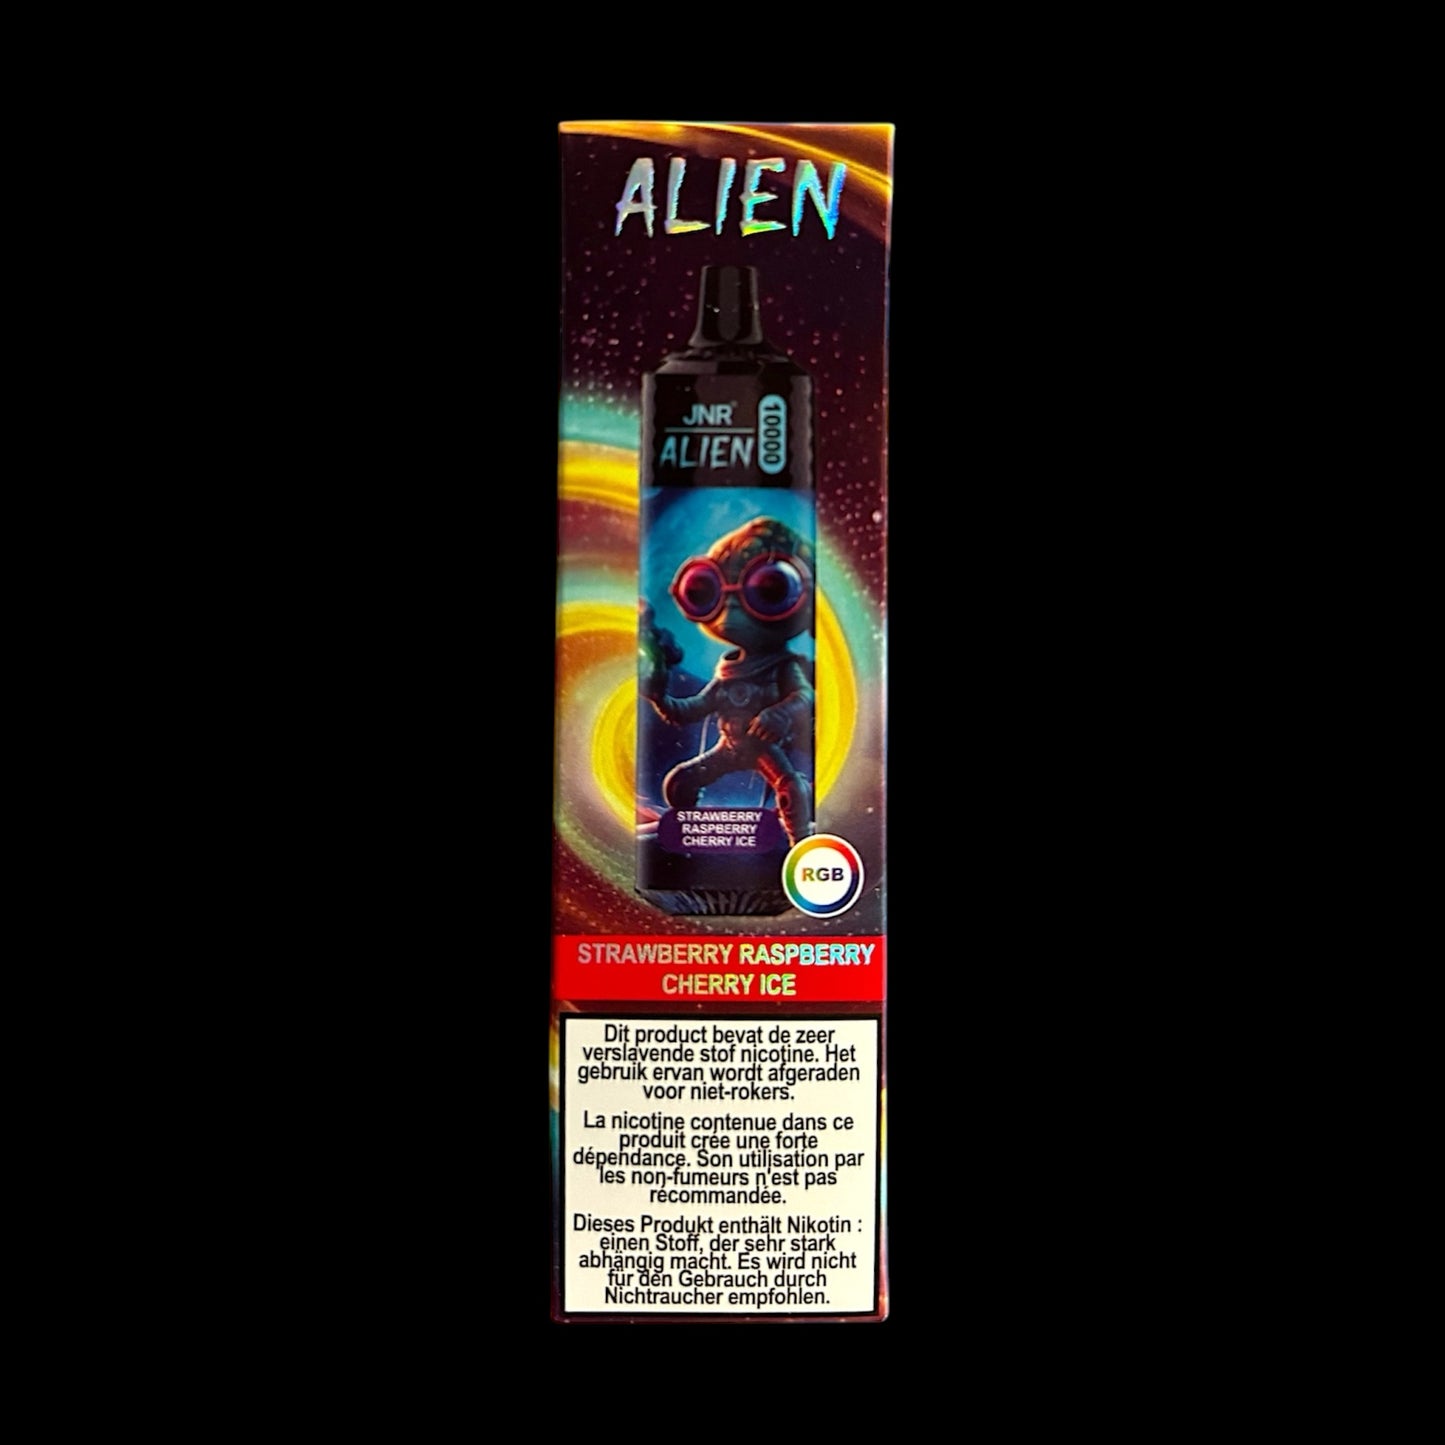 ALIEN
JNR
ALIEN
10000
STRAWBERRY
RASPBERRY
CHERRY ICE
RGB
STRAWBERRY RASPBERRY
CHERRY ICE
Dit product bevat de zeer
verslavende stof nicotine. Het
gebruik ervan wordt afgeraden
voor niet-rokers.
La nicotine contenue dans ce
produit crée une forte
dépendance. Son utilisation par
les non-fumeurs n'est pas
recommandée.
Dieses Produkt enthält Nikotin :
einen Stoff, der sehr stark
abhängig macht. Es wird nicht
für den Gebrauch durch
Nichtraucher empfohlen.